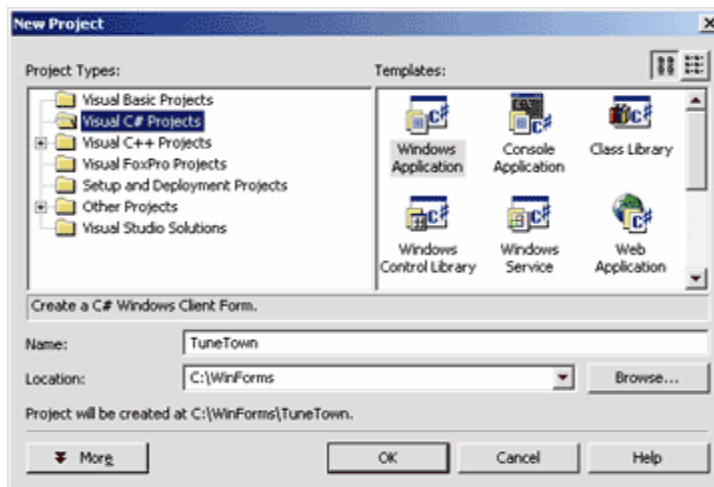 New Project
Project Types:
Templates:
Visual Basic Projects
Visual C# Projects
Visual C++ Projects
Visual FoxPro Projects
Setup and Deployment Projects
Other Projects
Visual Studio Solutions
Windows Application
Console Application
Class Library
Windows Control Library
Windows Service
Web Application
Create a C# Windows Client Form.
Name:
TuneTown
Location:
C:\WinForms
Browse...
Project will be created at C:\WinForms\TuneTown.
More
OK
Cancel
Help